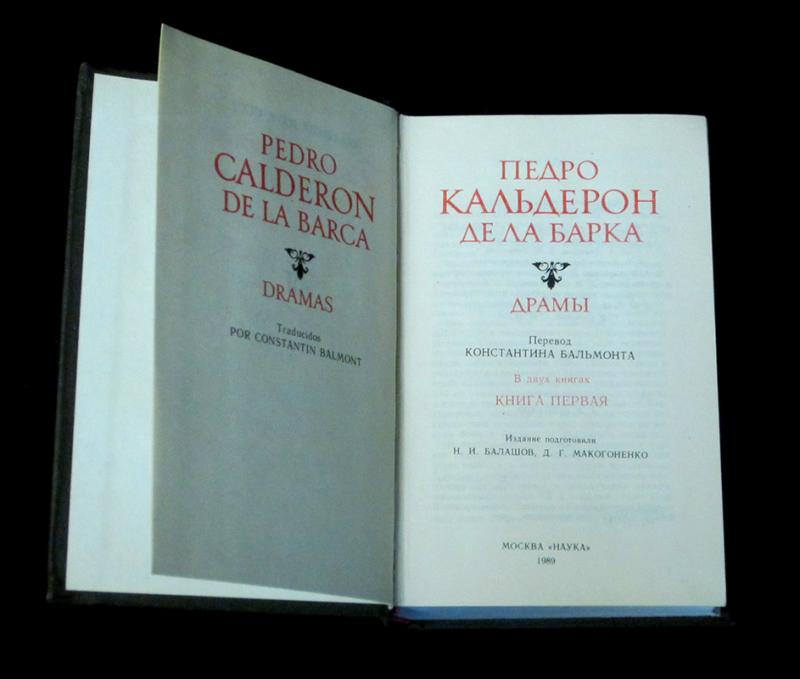 PEDRO
CALDERON
DE LA BARCA
DRAMAS
Traducidos
POR CONSTANTIN BALMONT
ПЕДРО
КАЛЬДЕРОН
ДЕ ЛА БАРКА
ДРАМЫ
Перевод
КОНСТАНТИНА БАЛЬМОНТА
В двух книгах
КНИГА ПЕРВАЯ
Издание подготовили
Н. И. БАЛАШОВ, Д. Г. МАКОГОНЕНКО
МОСКВА «НАУКА»
1989